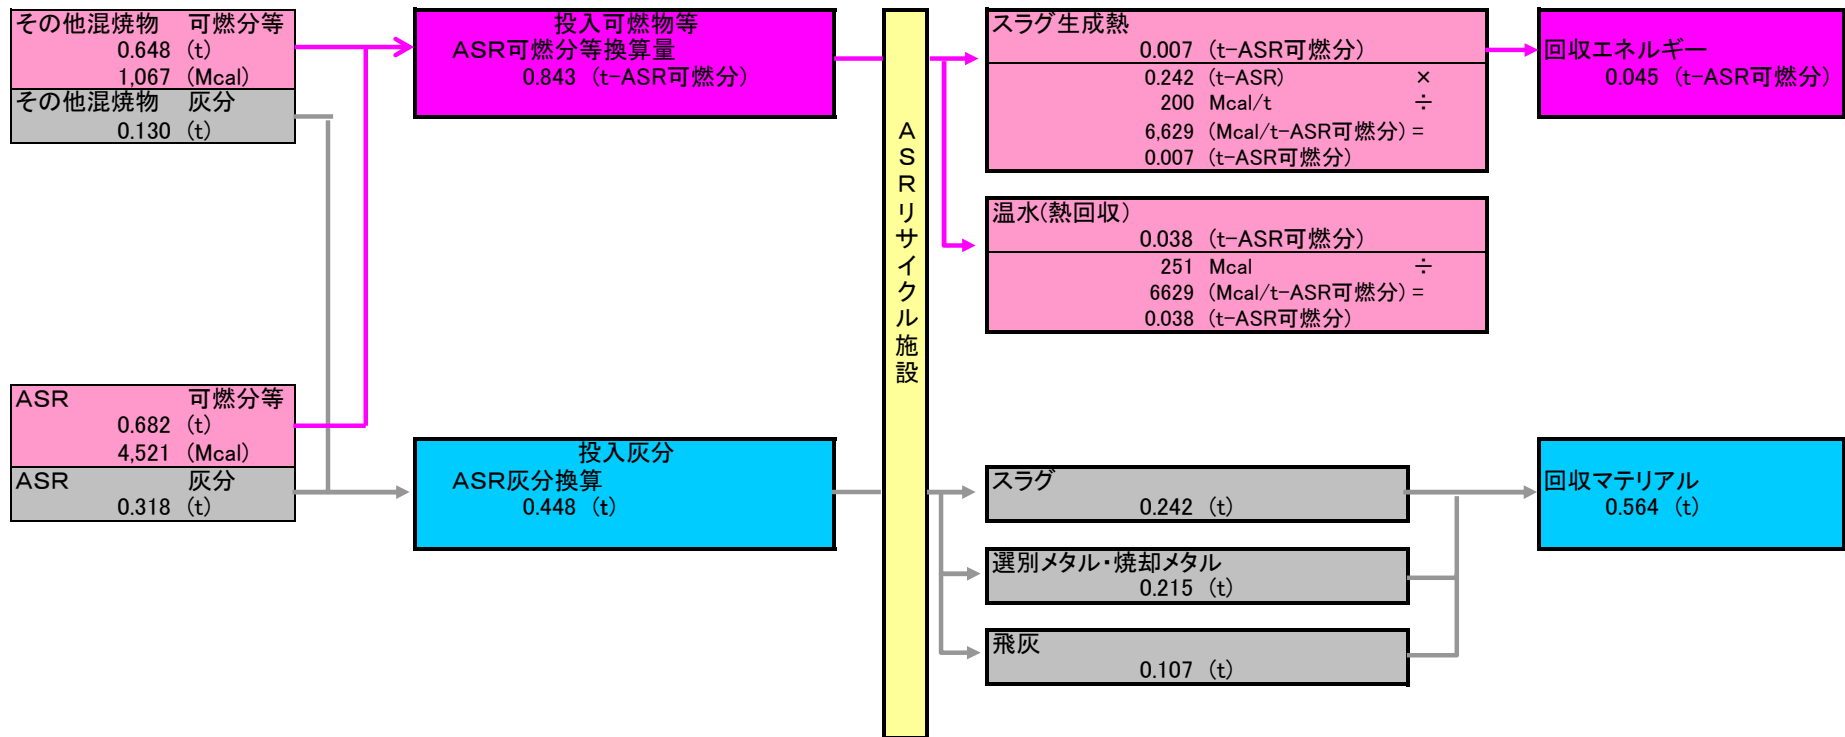 その他混焼物 可燃分等
0.648 (t)
1,067 (Mcal)
その他混焼物 灰分
0.130 (t)
ASR 可燃分等
0.682 (t)
4,521 (Mcal)
ASR 灰分
0.318 (t)
投入可燃物等
ASR可燃分等換算量
0.843 (t-ASR可燃分)
投入灰分
ASR灰分換算
0.448 (t)
ASRリサイクル施設
スラグ生成熱
0.007 (t-ASR可燃分)
0.242 (t-ASR) ×
200 Mcal/t ÷
6,629 (Mcal/t-ASR可燃分) =
0.007 (t-ASR可燃分)
温水(熱回収)
0.038 (t-ASR可燃分)
251 Mcal ÷
6629 (Mcal/t-ASR可燃分) =
0.038 (t-ASR可燃分)
スラグ
0.242 (t)
選別メタル・焼却メタル
0.215 (t)
飛灰
0.107 (t)
回収エネルギー
0.045 (t-ASR可燃分)
回収マテリアル
0.564 (t)